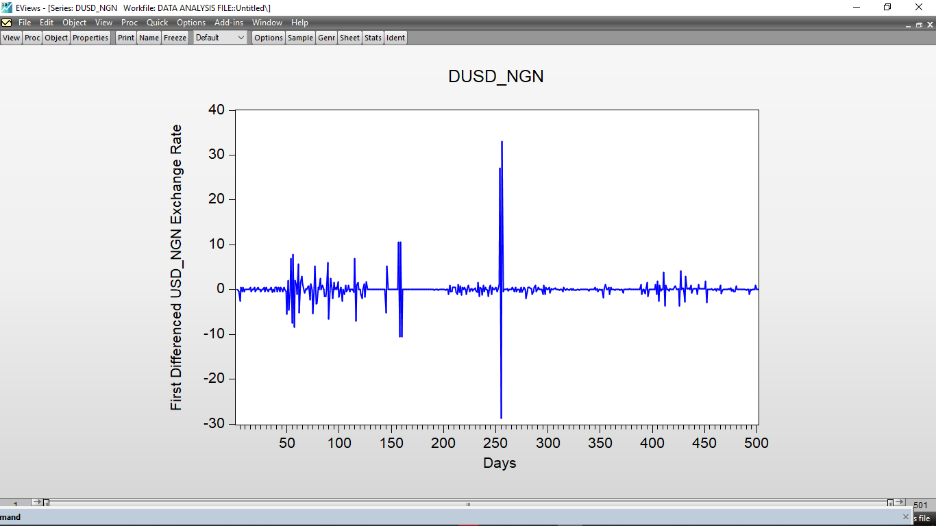 EViews - [Series: DUSD_NGN  Workfile: DATA ANALYSIS FILE::Untitled\]
File Edit Object View Proc Quick Options Add-ins Window Help
View Proc Object Properties Print Name Freeze Default Options Sample Genr Sheet Stats Ident
DUSD_NGN
First Differenced USD_NGN Exchange Rate
40
30
20
10
0
-10
-20
-30
50 100 150 200 250 300 350 400 450 500
Days
501
mand
s file